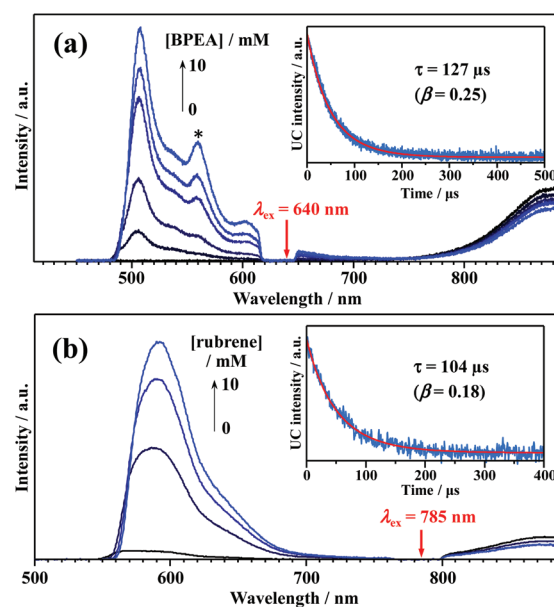 (a)
[BPEA] / mM
10
0
*
τ = 127 μs
(β = 0.25)
UC intensity / a.u.
0 100 200 300 400 500
Time / μs
λex = 640 nm
Intensity / a.u.
500 600 700 800
Wavelength / nm
(b)
[rubrene]
/ mM
10
0
τ = 104 μs
(β = 0.18)
UC intensity / a.u.
0 100 200 300 400
Time / μs
λex = 785 nm
Intensity / a.u.
500 600 700 800
Wavelength / nm